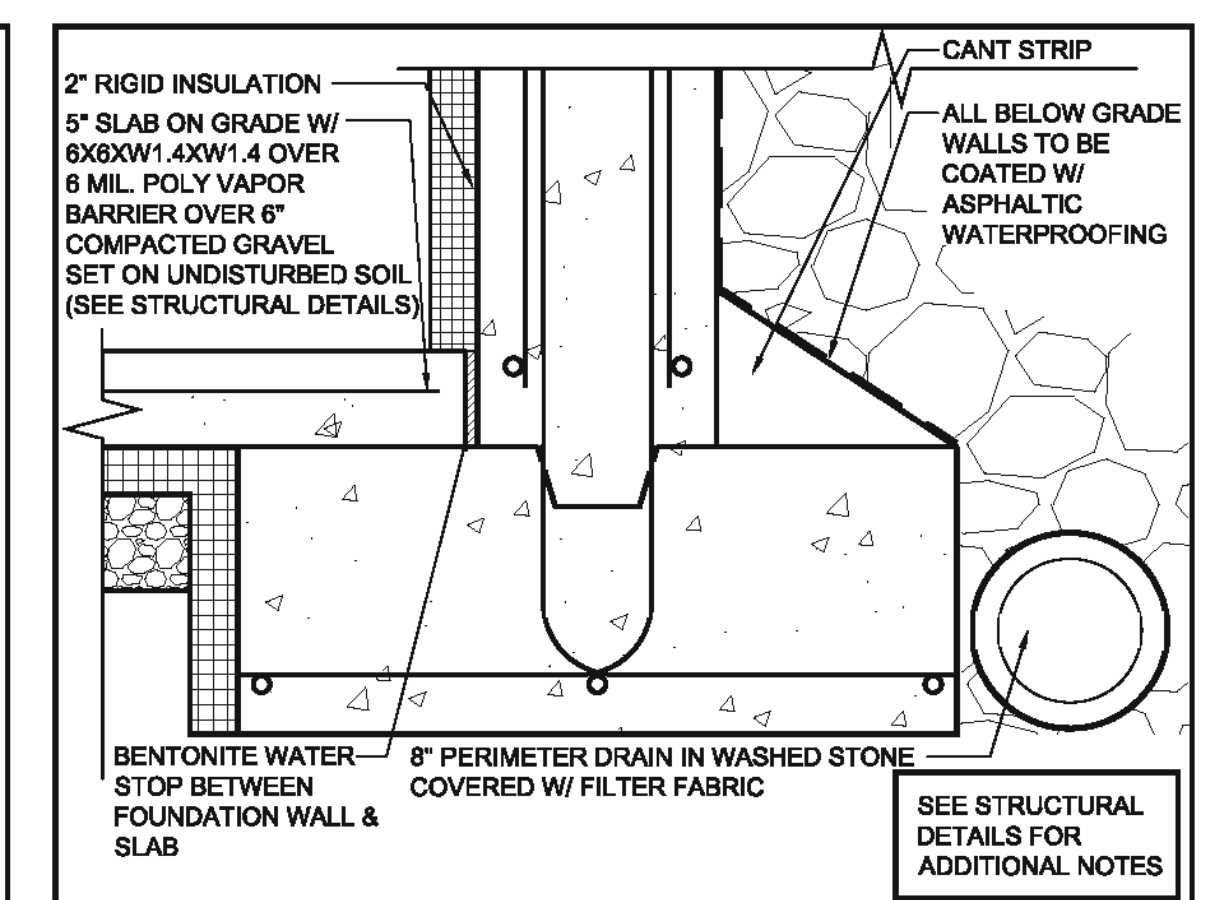 2" RIGID INSULATION
5" SLAB ON GRADE W/
6X6XW1.4XW1.4 OVER
6 MIL. POLY VAPOR
BARRIER OVER 6"
COMPACTED GRAVEL
SET ON UNDISTURBED SOIL
(SEE STRUCTURAL DETAILS)
CANT STRIP
ALL BELOW GRADE
WALLS TO BE
COATED W/
ASPHALTIC
WATERPROOFING
BENTONITE WATER
STOP BETWEEN
FOUNDATION WALL &
SLAB
8" PERIMETER DRAIN IN WASHED STONE
COVERED W/ FILTER FABRIC
SEE STRUCTURAL
DETAILS FOR
ADDITIONAL NOTES